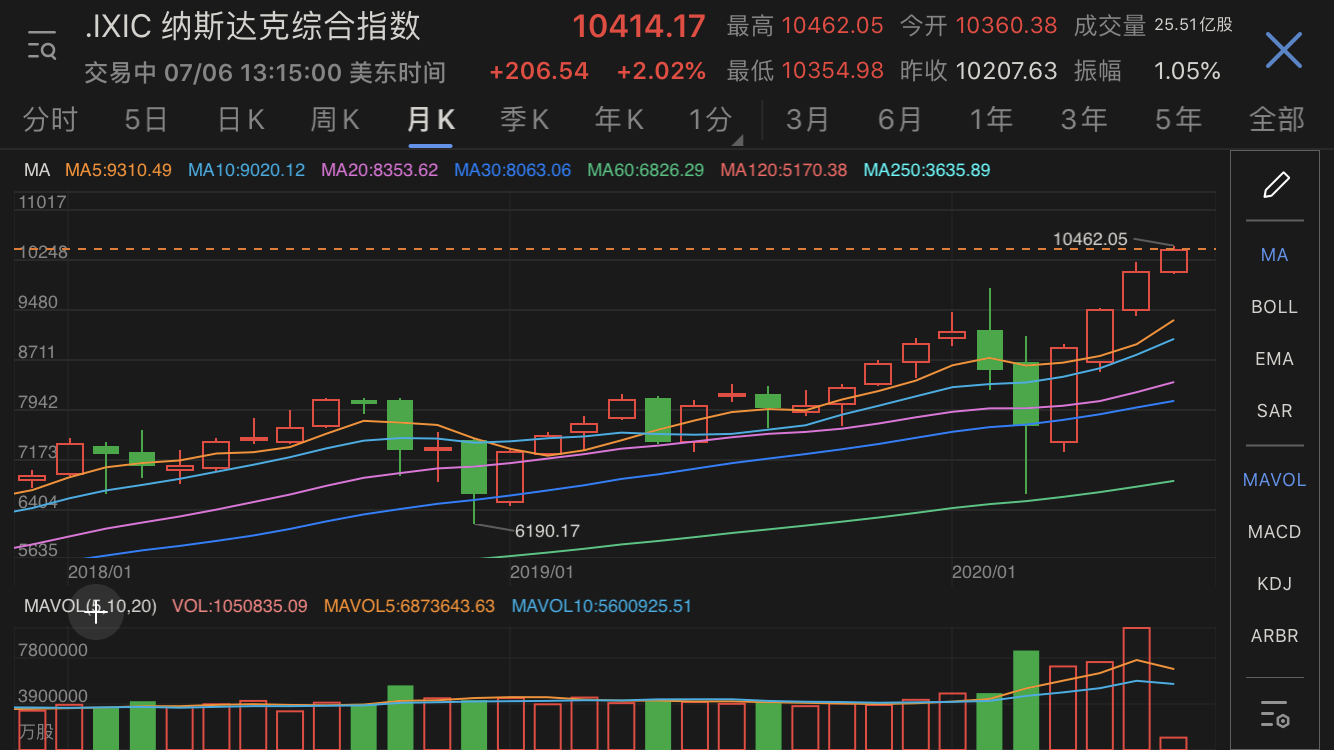 .IXIC 纳斯达克综合指数 10414.17 最高 10462.05 今开 10360.38 成交量 25.51亿股
交易中 07/06 13:15:00 美东时间 +206.54 +2.02% 最低 10354.98 昨收 10207.63 振幅 1.05%
分时 5日 日K 周K 月K 季K 年K 1分 3月 6月 1年 3年 5年 全部
MA MA5:9310.49 MA10:9020.12 MA20:8353.62 MA30:8063.06 MA60:6826.29 MA120:5170.38 MA250:3635.89
11017
10462.05
10248
MA
9480
BOLL
8711
EMA
7942
SAR
7173
MAVOL
6404
6190.17
MACD
5635
2018/01 2019/01 2020/01
KDJ
MAVOL(5,10,20) VOL:1050835.09 MAVOL5:6873643.63 MAVOL10:5600925.51
ARBR
7800000
3900000
万股